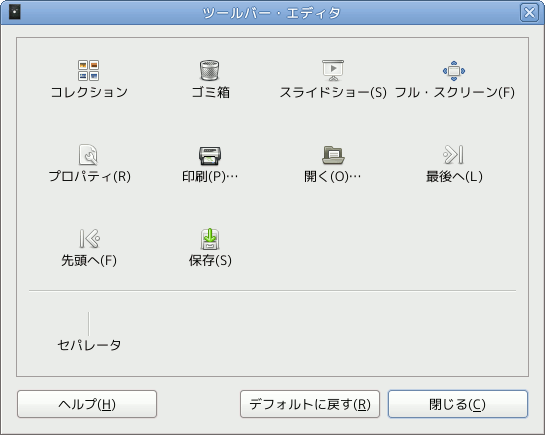 ツールバー・エディタ
コレクション
ゴミ箱
スライドショー(S)
フル・スクリーン(F)
プロパティ(R)
印刷(P)…
開く(O)…
最後へ(L)
先頭へ(F)
保存(S)
セパレータ
ヘルプ(H)
デフォルトに戻す(R)
閉じる(C)